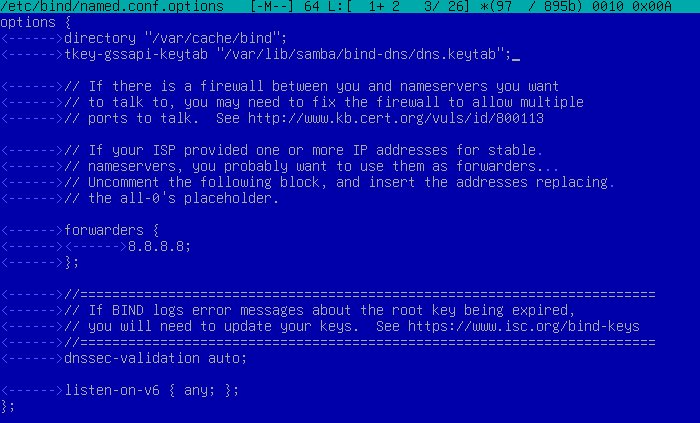 /etc/bind/named.conf.options   [-M--] 64 L:[  1+ 2   3/ 26] *(97  / 895b) 0010 0x00A
options {
<------>directory "/var/cache/bind";
<------>tkey-gssapi-keytab "/var/lib/samba/bind-dns/dns.keytab";_
<------>// If there is a firewall between you and nameservers you want
<------>// to talk to, you may need to fix the firewall to allow multiple
<------>// ports to talk.  See http://www.kb.cert.org/vuls/id/800113
<------>// If your ISP provided one or more IP addresses for stable.
<------>// nameservers, you probably want to use them as forwarders...
<------>// Uncomment the following block, and insert the addresses replacing.
<------>// the all-0's placeholder.
<------>forwarders {
<------><------>8.8.8.8;
<------>};
<------>//========================================================================
<------>// If BIND logs error messages about the root key being expired,
<------>// you will need to update your keys.  See https://www.isc.org/bind-keys
<------>//========================================================================
<------>dnssec-validation auto;
<------>listen-on-v6 { any; };
};